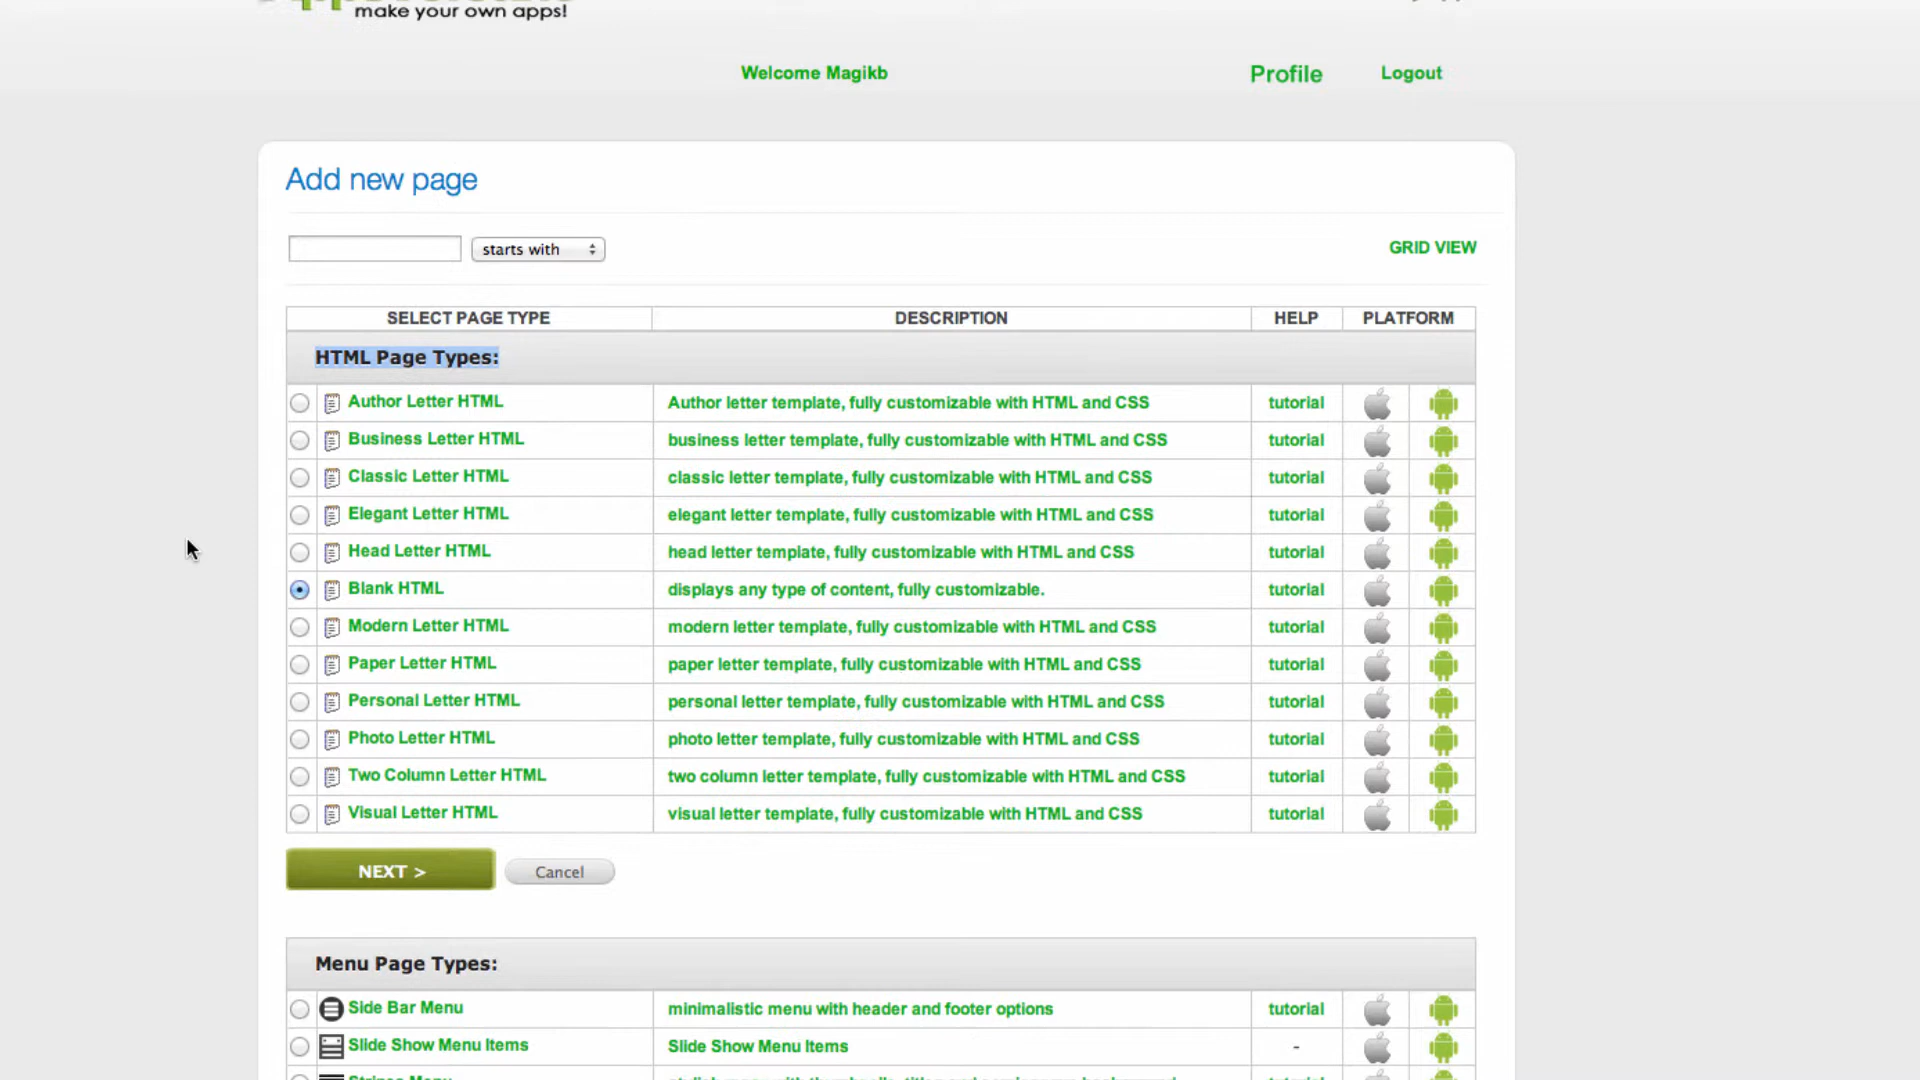 make your own apps!
Welcome Magikb Profile Logout
Add new page
starts with GRID VIEW
SELECT PAGE TYPE DESCRIPTION HELP PLATFORM
HTML Page Types:
Author Letter HTML Author letter template, fully customizable with HTML and CSS tutorial
Business Letter HTML business letter template, fully customizable with HTML and CSS tutorial
Classic Letter HTML classic letter template, fully customizable with HTML and CSS tutorial
Elegant Letter HTML elegant letter template, fully customizable with HTML and CSS tutorial
Head Letter HTML head letter template, fully customizable with HTML and CSS tutorial
Blank HTML displays any type of content, fully customizable. tutorial
Modern Letter HTML modern letter template, fully customizable with HTML and CSS tutorial
Paper Letter HTML paper letter template, fully customizable with HTML and CSS tutorial
Personal Letter HTML personal letter template, fully customizable with HTML and CSS tutorial
Photo Letter HTML photo letter template, fully customizable with HTML and CSS tutorial
Two Column Letter HTML two column letter template, fully customizable with HTML and CSS tutorial
Visual Letter HTML visual letter template, fully customizable with HTML and CSS tutorial
NEXT > Cancel
Menu Page Types:
Side Bar Menu minimalistic menu with header and footer options tutorial
Slide Show Menu Items Slide Show Menu Items -